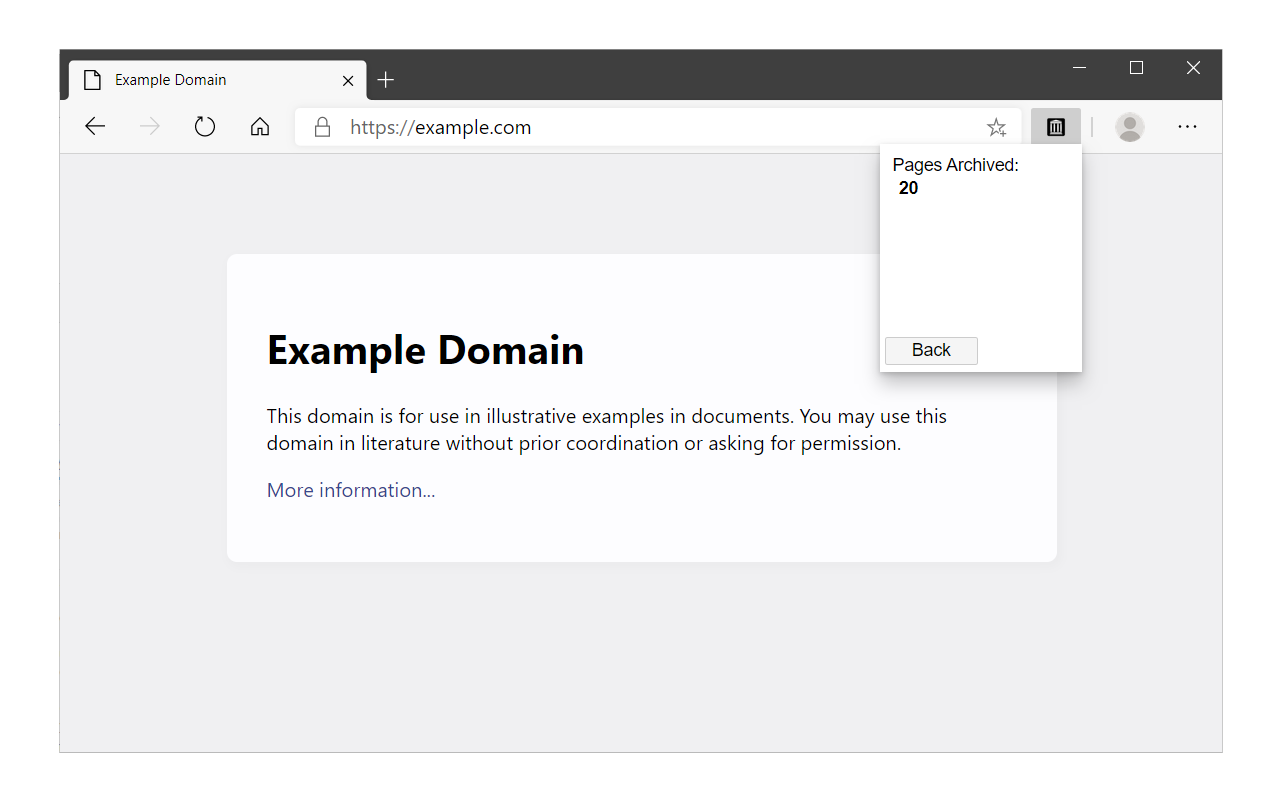 Example Domain
https://example.com
Pages Archived:
20
Back
Example Domain
This domain is for use in illustrative examples in documents. You may use this
domain in literature without prior coordination or asking for permission.
More information...